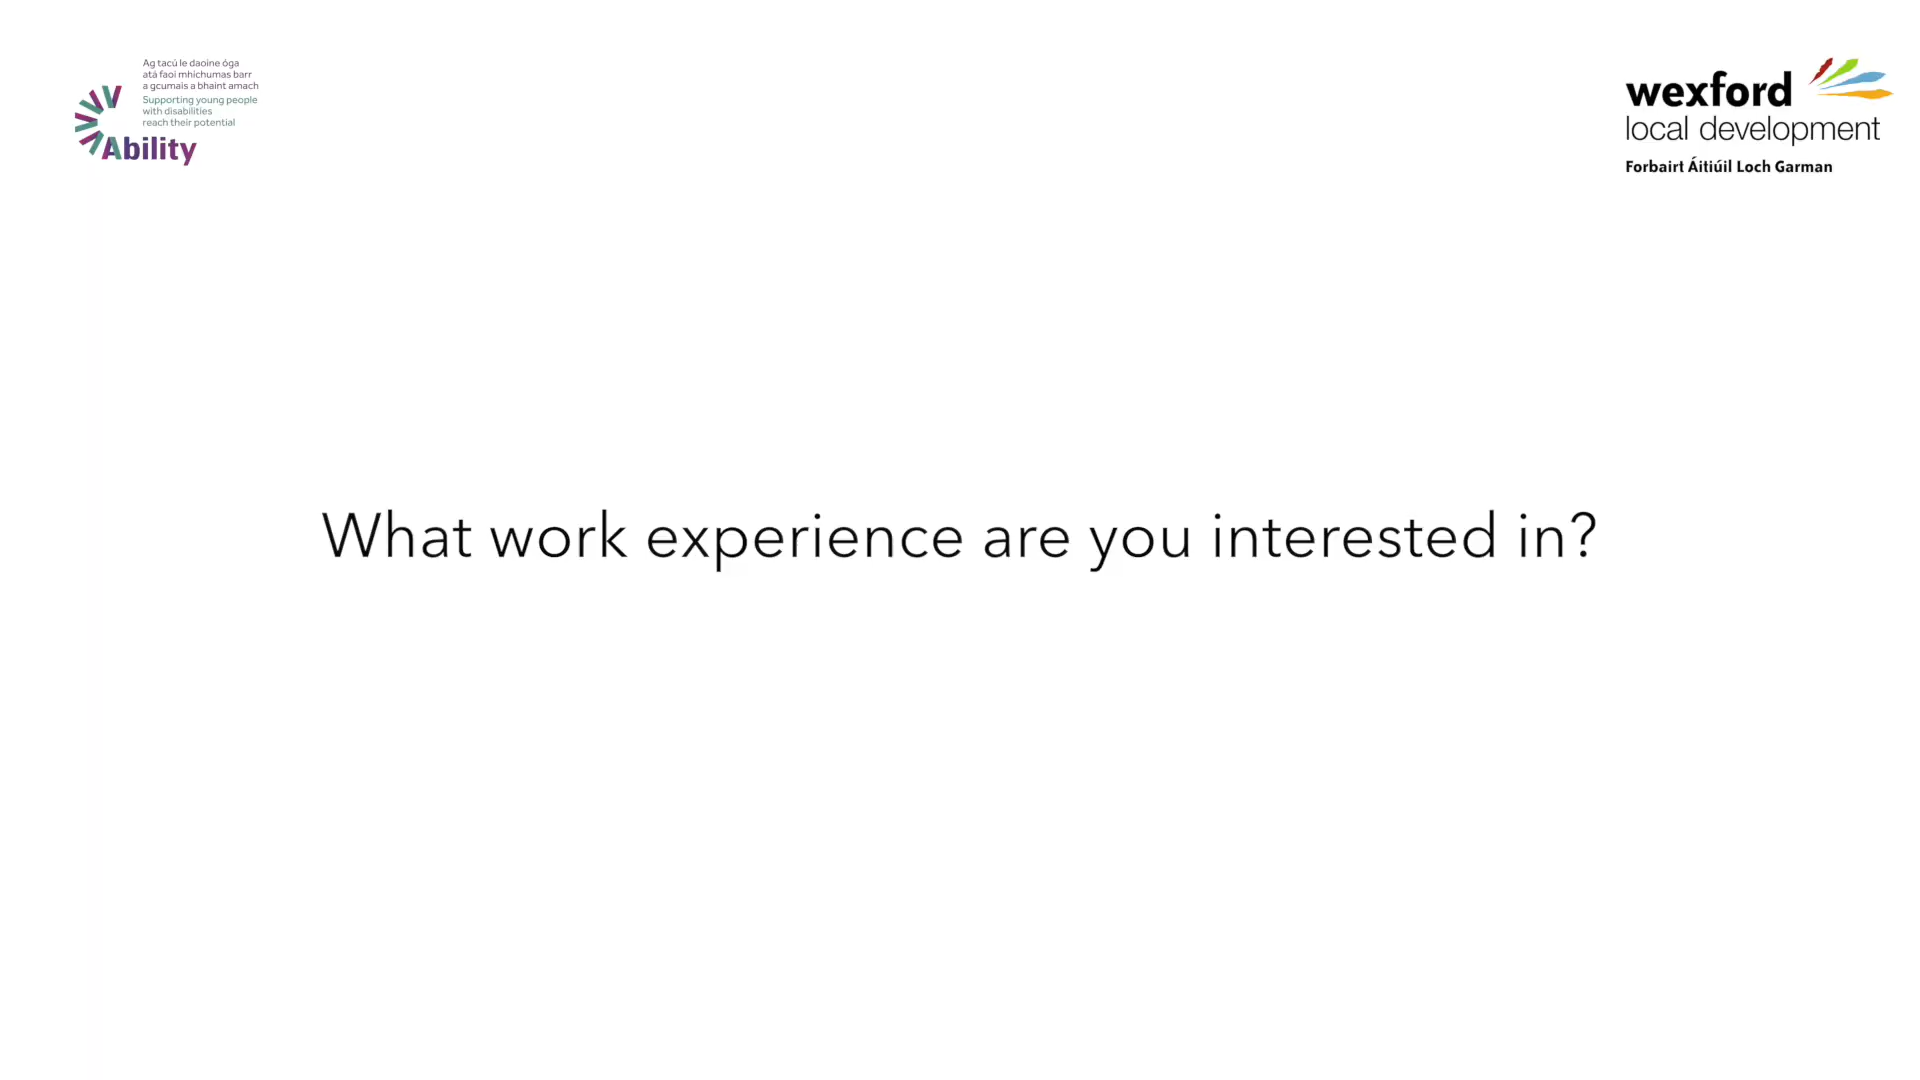 Ag tacú le daoine óga
atá faoi mhíchumas barr
a gcumais a bhaint amach
Supporting young people
with disabilities
reach their potential
Ability
wexford
local development
Forbairt Áitiúil Loch Garman
What work experience are you interested in?